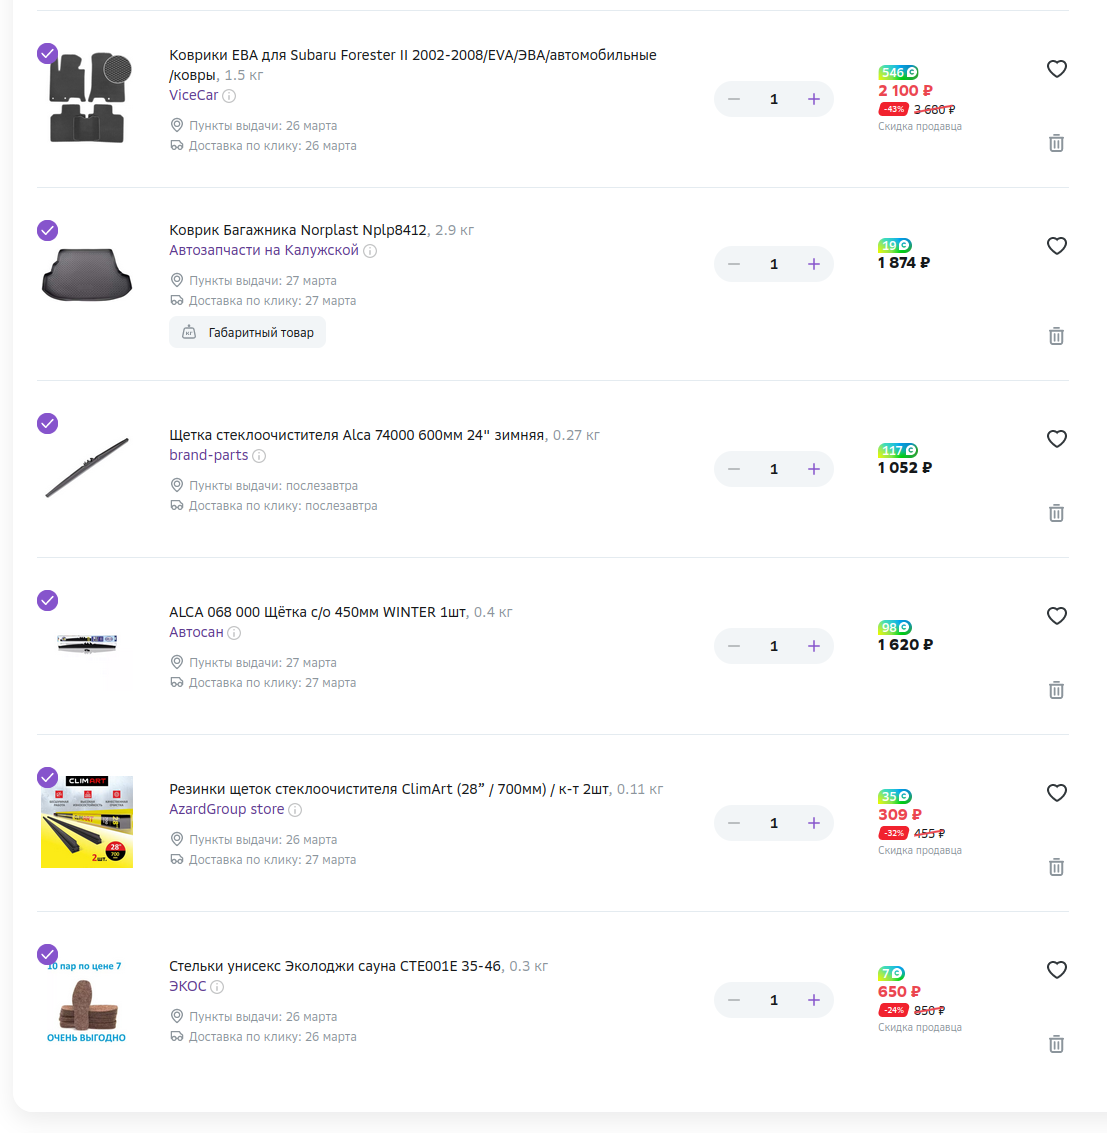 Коврики ЕВА для Subaru Forester II 2002-2008/EVA/ЭВА/автомобильные
/ковры, 1.5 кг
ViceCar
Пункты выдачи: 26 марта
Доставка по клику: 26 марта
1
546
2 100 ₽
-43% 3 680 ₽
Скидка продавца
Коврик Багажника Norplast Nplp8412, 2.9 кг
Автозапчасти на Калужской
Пункты выдачи: 27 марта
Доставка по клику: 27 марта
кг Габаритный товар
1
19
1 874 ₽
Щетка стеклоочистителя Alca 74000 600мм 24" зимняя, 0.27 кг
brand-parts
Пункты выдачи: послезавтра
Доставка по клику: послезавтра
1
117
1 052 ₽
ALCA 068 000 Щётка с/о 450мм WINTER 1шт, 0.4 кг
Автосан
Пункты выдачи: 27 марта
Доставка по клику: 27 марта
1
98
1 620 ₽
CLIMART
2шт.
28"
700
Резинки щеток стеклоочистителя ClimArt (28” / 700мм) / к-т 2шт, 0.11 кг
AzardGroup store
Пункты выдачи: 26 марта
Доставка по клику: 27 марта
1
35
309 ₽
-32% 455 ₽
Скидка продавца
10 пар по цене 7
ОЧЕНЬ ВЫГОДНО
Стельки унисекс Эколоджи сауна СТЕ001Е 35-46, 0.3 кг
ЭКОС
Пункты выдачи: 26 марта
Доставка по клику: 26 марта
1
7
650 ₽
-24% 850 ₽
Скидка продавца